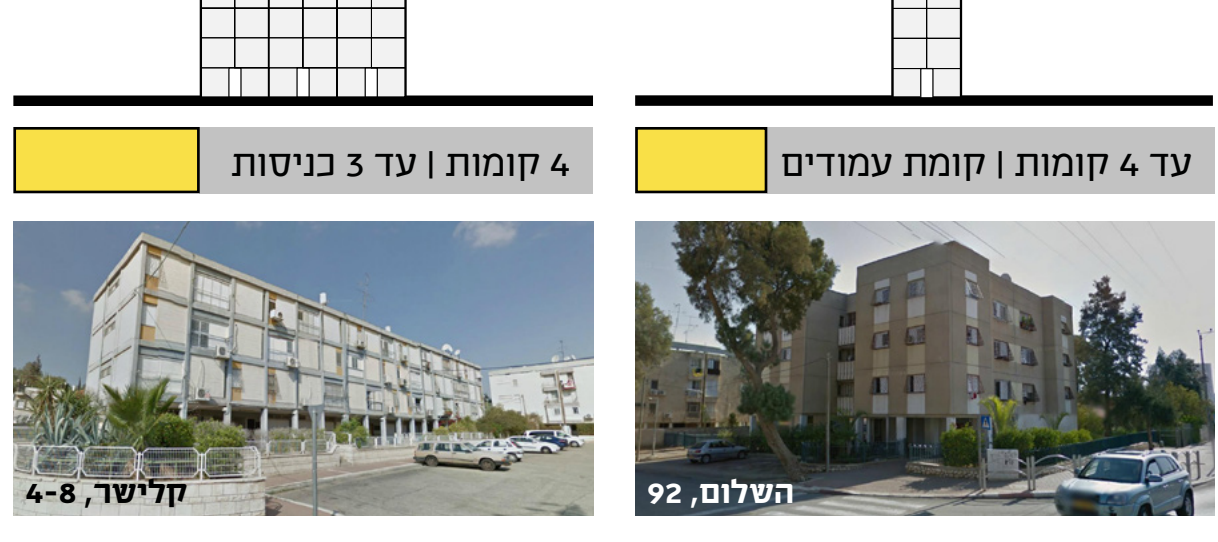 עד 4 קומות | קומת עמודים
4 קומות | עד 3 כניסות
השלום, 92
קלישר, 4-8